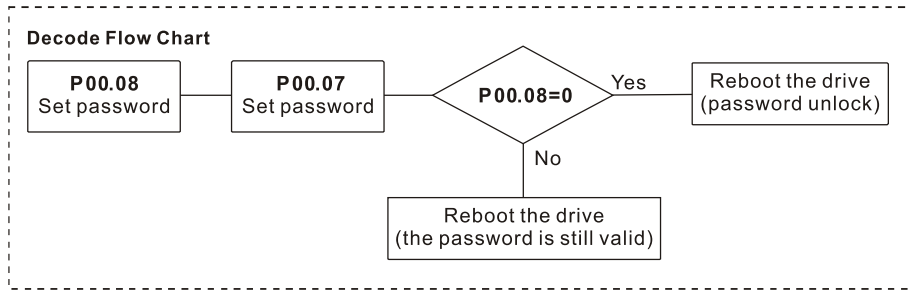 Decode Flow Chart
P00.08
Set password
P00.07
Set password
P00.08=0
Yes
Reboot the drive
(password unlock)
No
Reboot the drive
(the password is still valid)